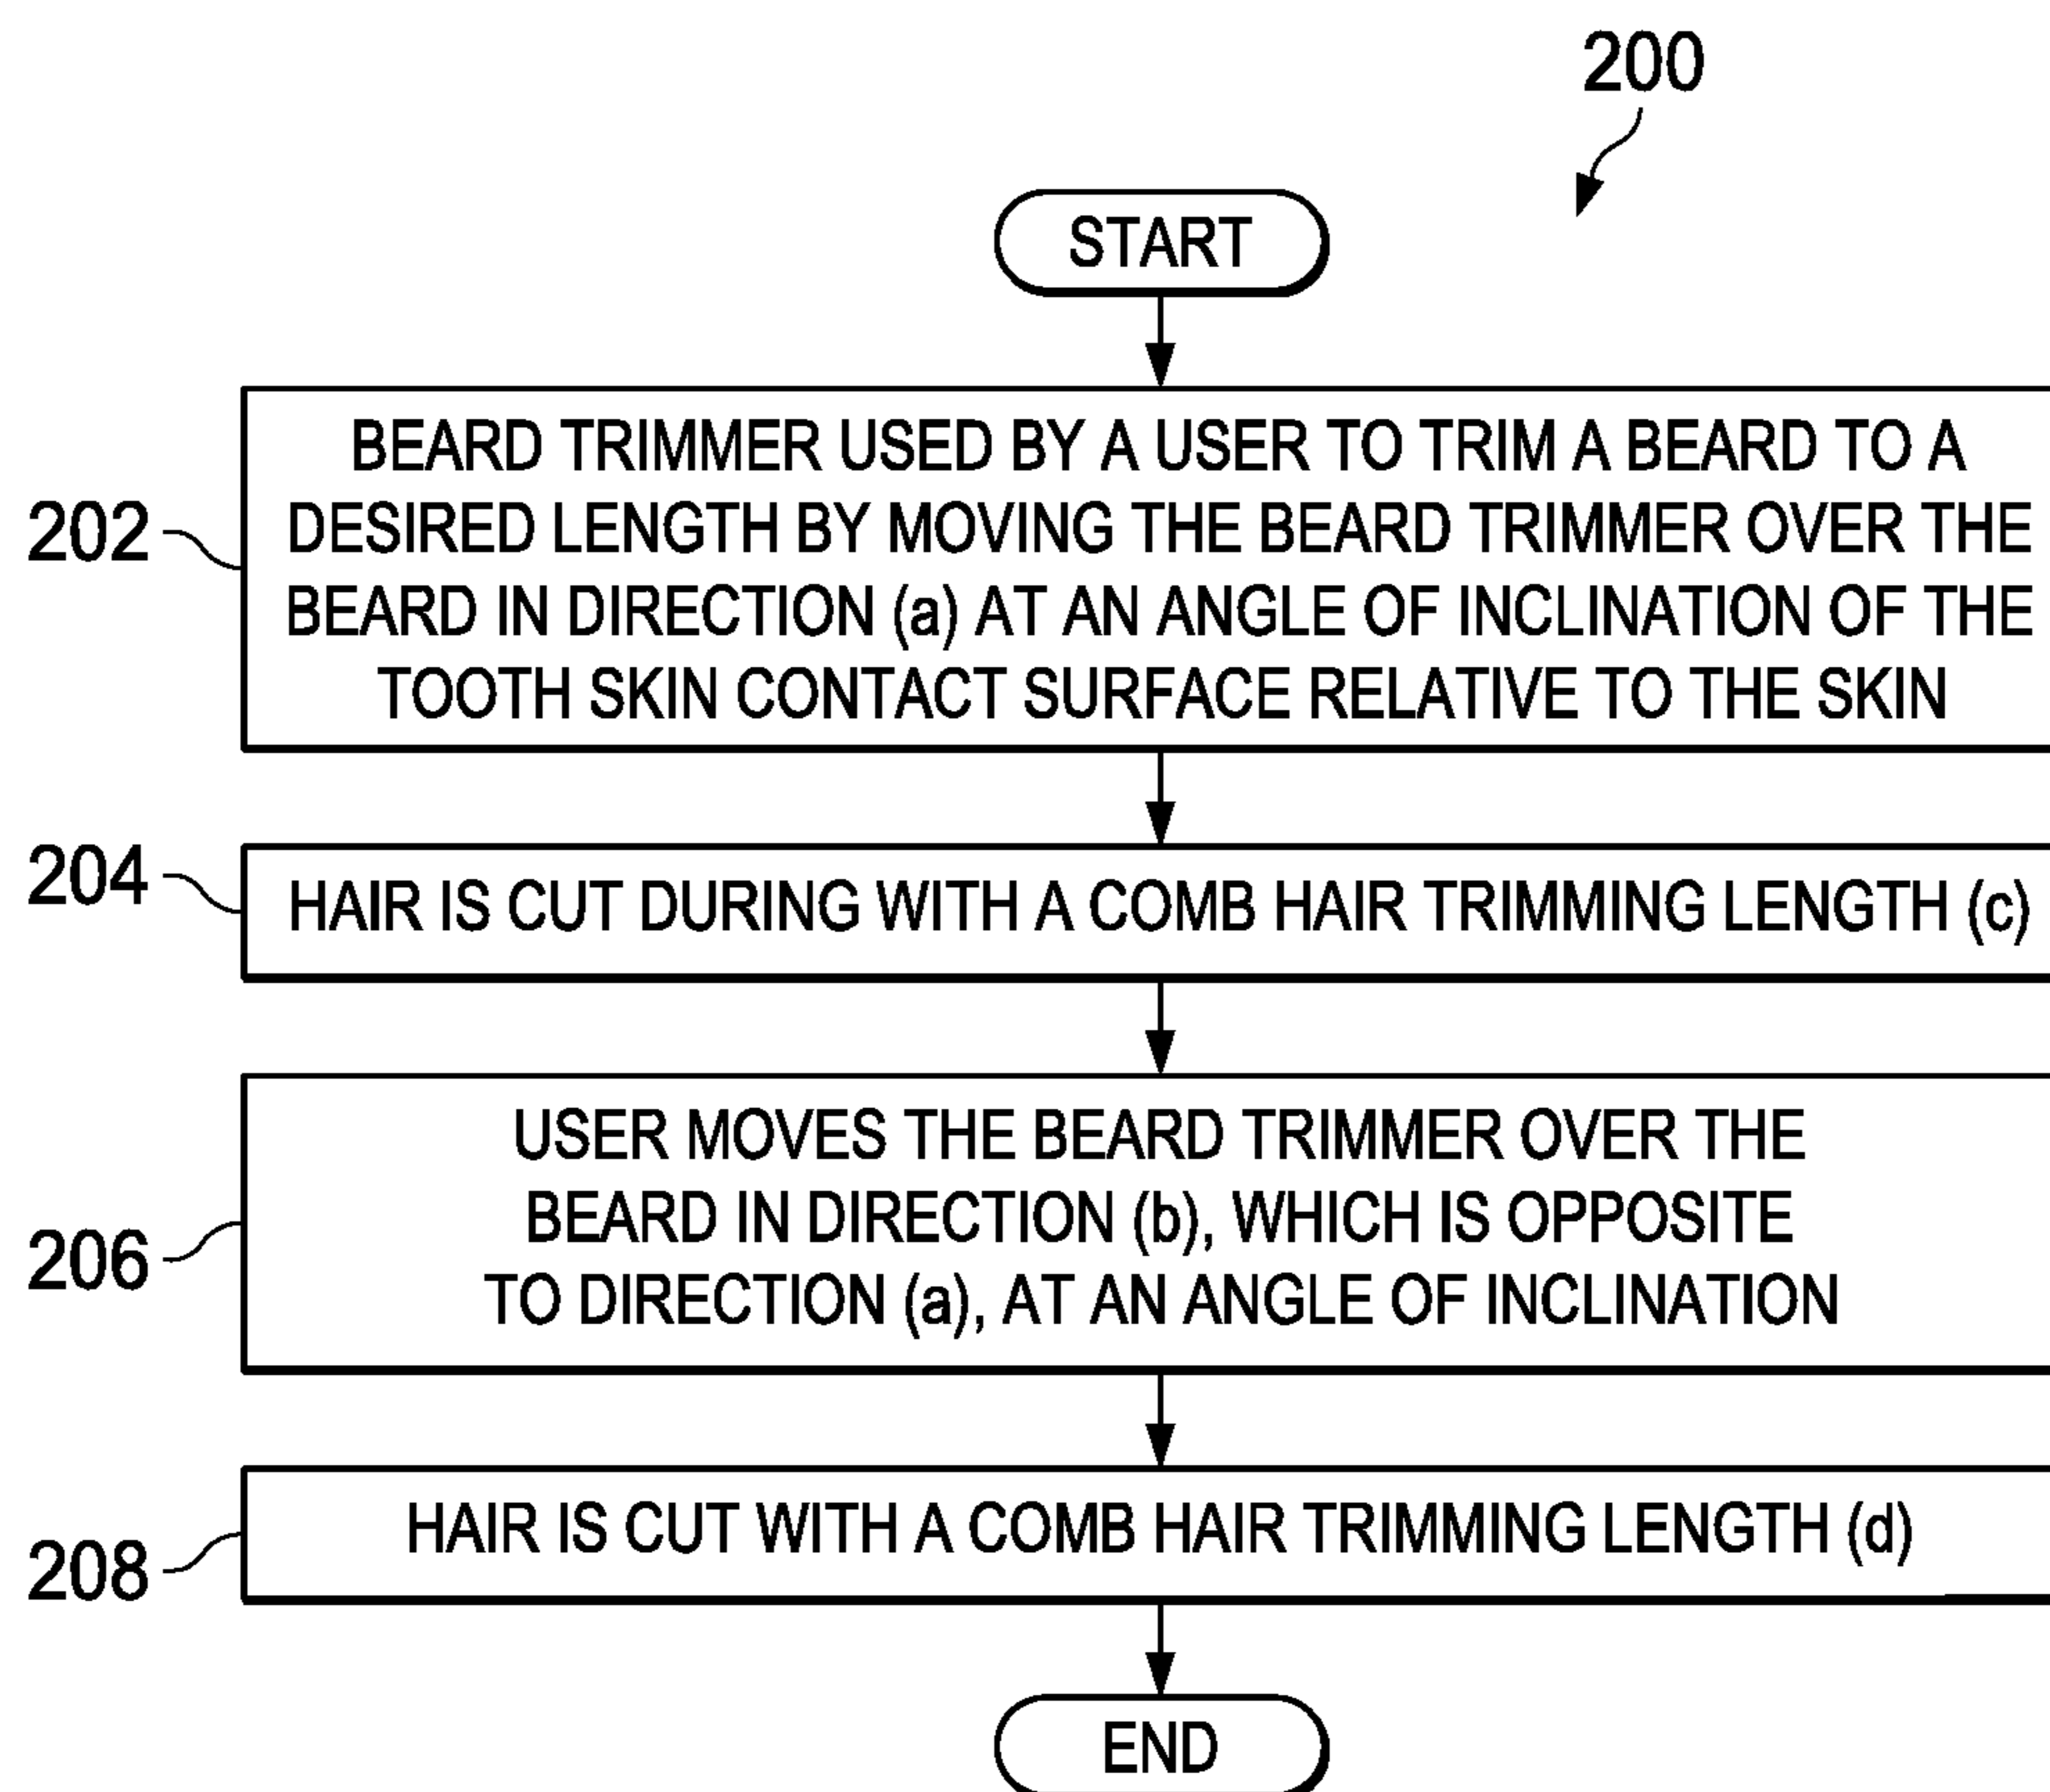 200
START
202
BEARD TRIMMER USED BY A USER TO TRIM A BEARD TO A
DESIRED LENGTH BY MOVING THE BEARD TRIMMER OVER THE
BEARD IN DIRECTION (a) AT AN ANGLE OF INCLINATION OF THE
TOOTH SKIN CONTACT SURFACE RELATIVE TO THE SKIN
204
HAIR IS CUT DURING WITH A COMB HAIR TRIMMING LENGTH (c)
206
USER MOVES THE BEARD TRIMMER OVER THE
BEARD IN DIRECTION (b), WHICH IS OPPOSITE
TO DIRECTION (a), AT AN ANGLE OF INCLINATION
208
HAIR IS CUT WITH A COMB HAIR TRIMMING LENGTH (d)
END